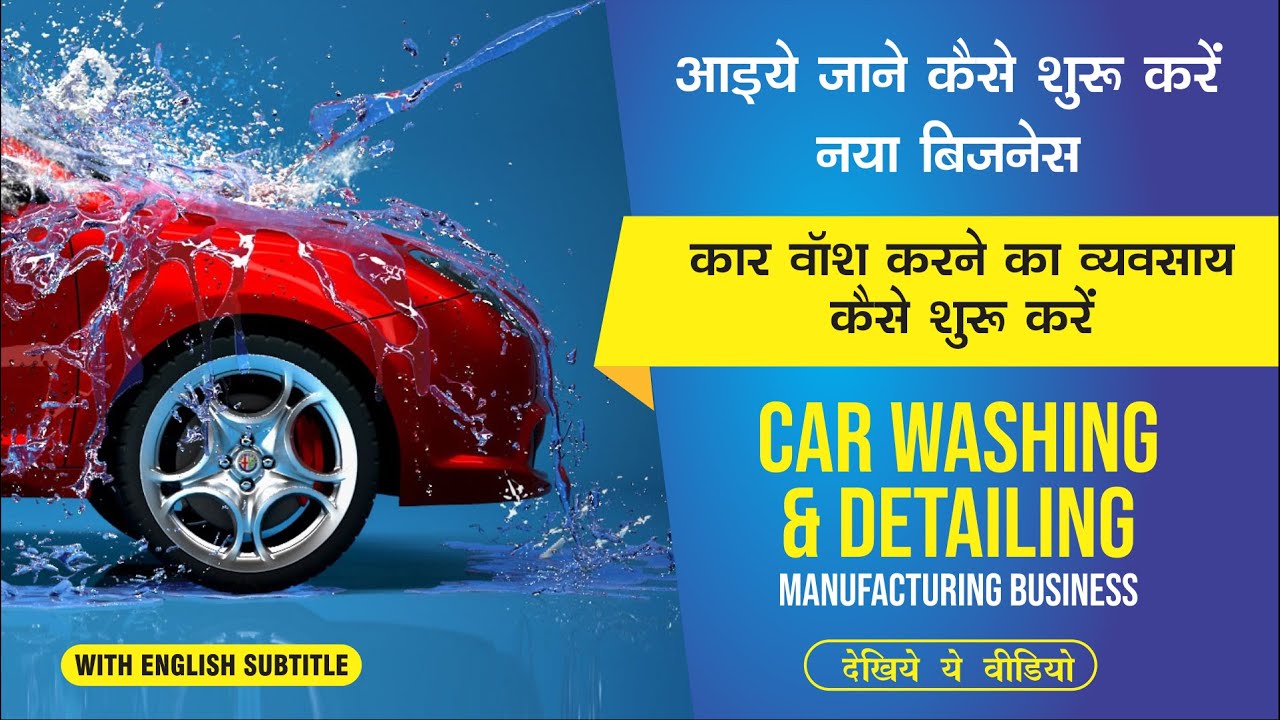 आइये जाने कैसे शुरू करें
नया बिजनेस
कार वॉश करने का व्यवसाय
कैसे शुरू करें
CAR WASHING
& DETAILING
MANUFACTURING BUSINESS
देखिये ये वीडियो
WITH ENGLISH SUBTITLE